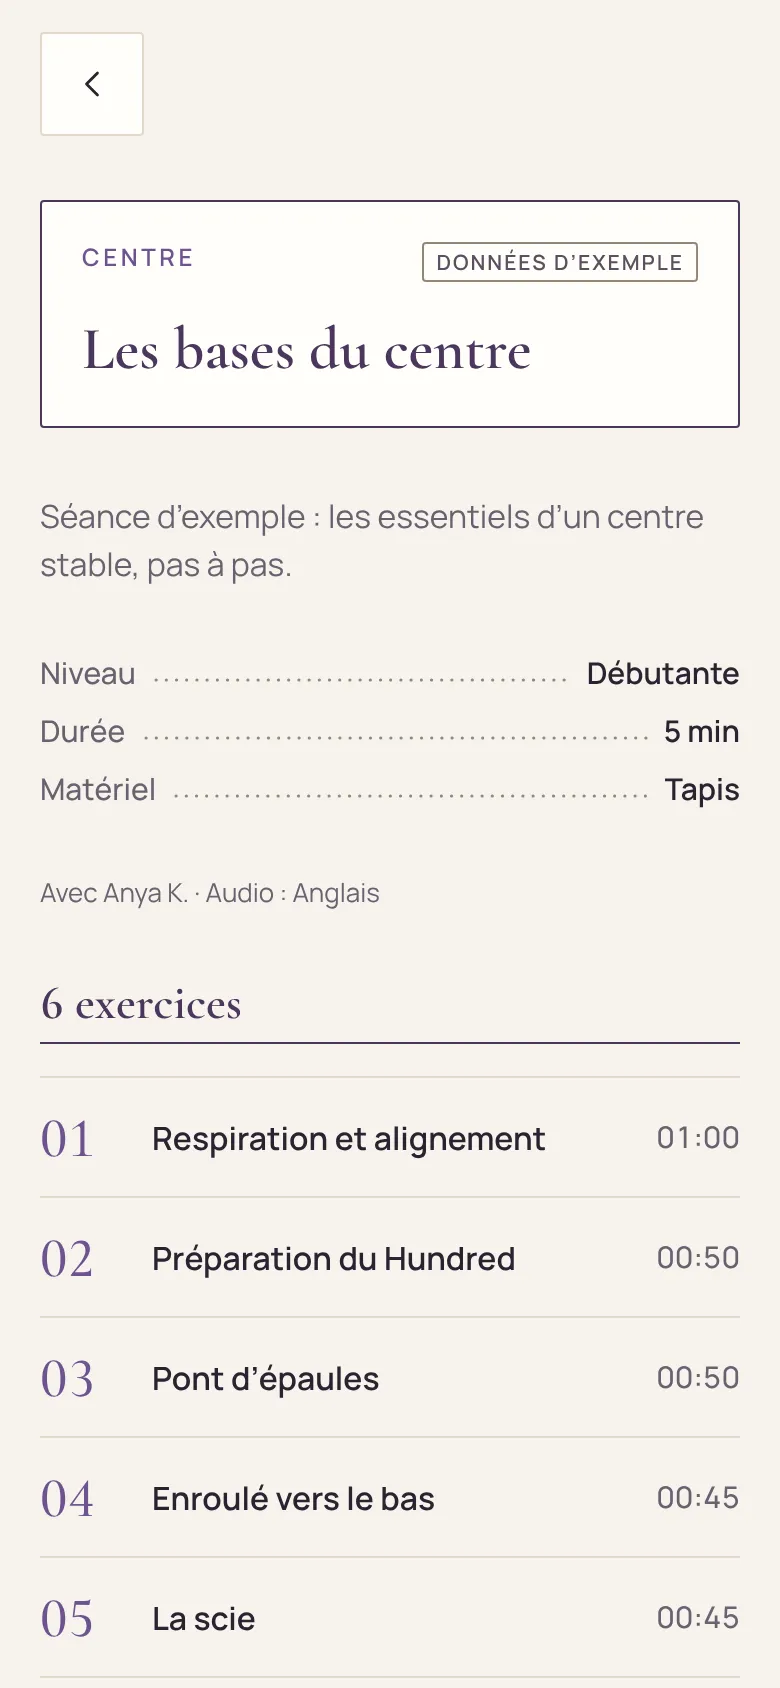 CENTRE
DONNÉES D’EXEMPLE
Les bases du centre
Séance d’exemple : les essentiels d’un centre
stable, pas à pas.
Niveau Débutante
Durée 5 min
Matériel Tapis
Avec Anya K. · Audio : Anglais
6 exercices
01 Respiration et alignement 01:00
02 Préparation du Hundred 00:50
03 Pont d’épaules 00:50
04 Enroulé vers le bas 00:45
05 La scie 00:45